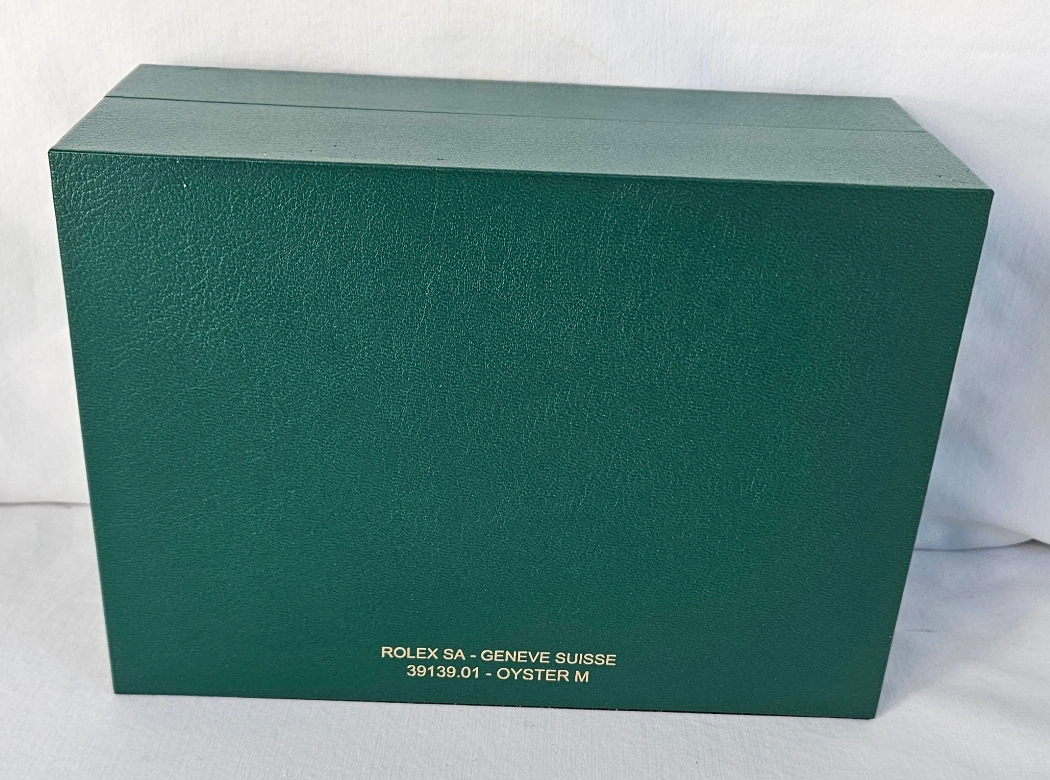 ROLEX SA - GENEVE SUISSE
39139.01 - OYSTER M